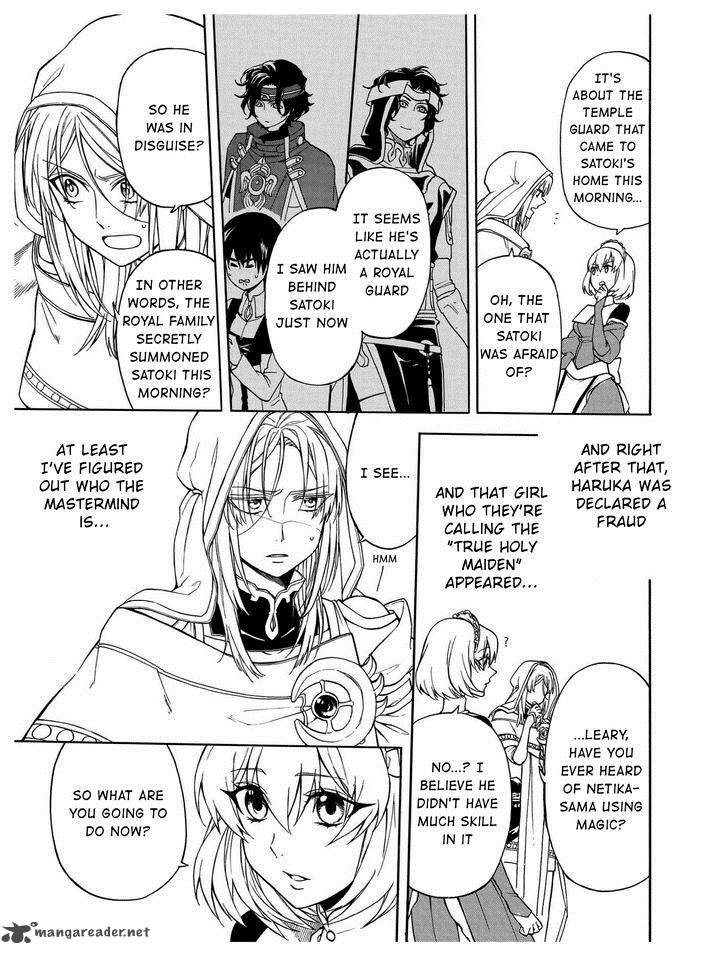 IT'S
ABOUT THE
TEMPLE
GUARD THAT
CAME TO
SATOKI'S
HOME THIS
MORNING...
OH, THE
ONE THAT
SATOKI
WAS AFRAID
OF?
IT SEEMS
LIKE HE'S
ACTUALLY
A ROYAL
GUARD
I SAW HIM
BEHIND
SATOKI
JUST NOW
SO HE
WAS IN
DISGUISE?
IN OTHER
WORDS, THE
ROYAL FAMILY
SECRETLY
SUMMONED
SATOKI THIS
MORNING?
AND RIGHT
AFTER THAT,
HARUKA WAS
DECLARED A
FRAUD
AND THAT GIRL
WHO THEY'RE
CALLING THE
"TRUE HOLY
MAIDEN"
APPEARED...
?
...LEARY,
HAVE YOU
EVER HEARD
OF NETIKA-
SAMA USING
MAGIC?
NO...? I
BELIEVE HE
DIDN'T HAVE
MUCH SKILL
IN IT
I SEE...
HMM
AT LEAST
I'VE FIGURED
OUT WHO THE
MASTERMIND
IS...
SO WHAT ARE
YOU GOING
TO DO NOW?
mangareader.net